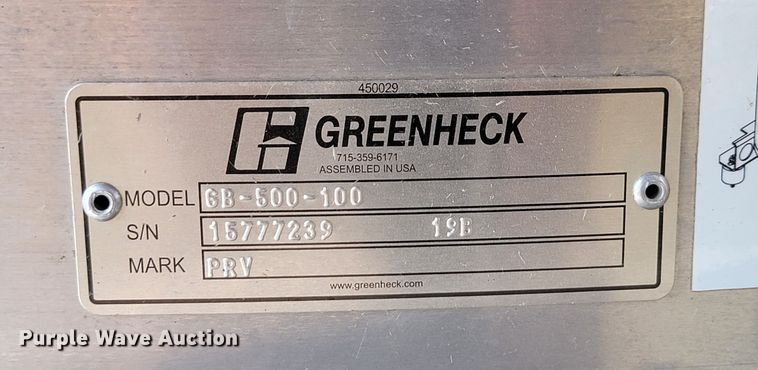 450029
GREENHECK
715-359-6171
ASSEMBLED IN USA
MODEL GB-500-100
S/N 15777239 19B
MARK PRV
www.greenheck.com
Purple Wave Auction